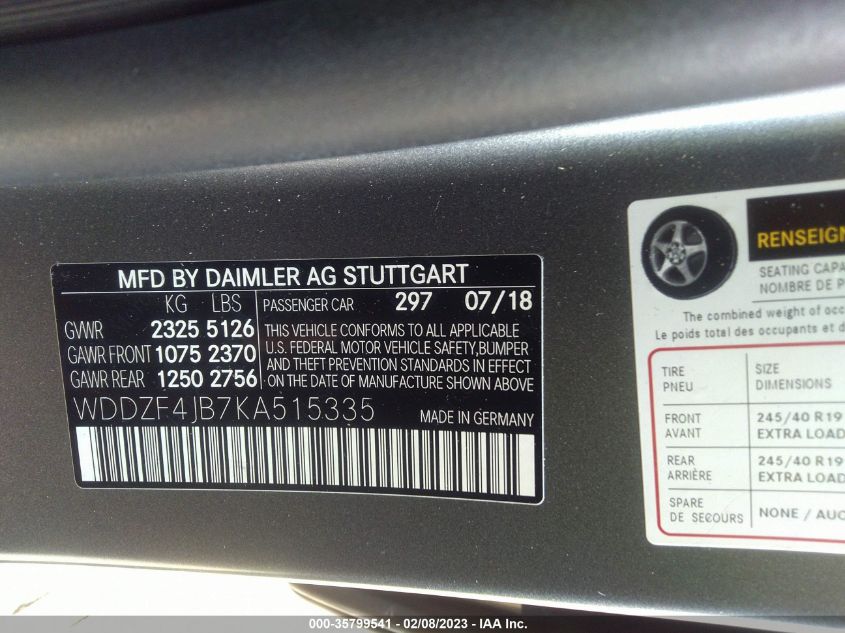 MFD BY DAIMLER AG STUTTGART
KG LBS PASSENGER CAR 297 07/18
GVWR 2325 5126
GAWR FRONT 1075 2370
GAWR REAR 1250 2756
THIS VEHICLE CONFORMS TO ALL APPLICABLE
U.S. FEDERAL MOTOR VEHICLE SAFETY,BUMPER
AND THEFT PREVENTION STANDARDS IN EFFECT
ON THE DATE OF MANUFACTURE SHOWN ABOVE
WDDZF4JB7KA515335 MADE IN GERMANY
RENSEIGN
SEATING CAPA
NOMBRE DE P
The combined weight of occ
Le poids total des occupants et d
TIRE SIZE
PNEU DIMENSIONS
FRONT 245/40 R19
AVANT EXTRA LOAD
REAR 245/40 R19
ARRIÈRE EXTRA LOAD
SPARE NONE / AUC
DE SECOURS
000-35799541 - 02/08/2023 - IAA Inc.